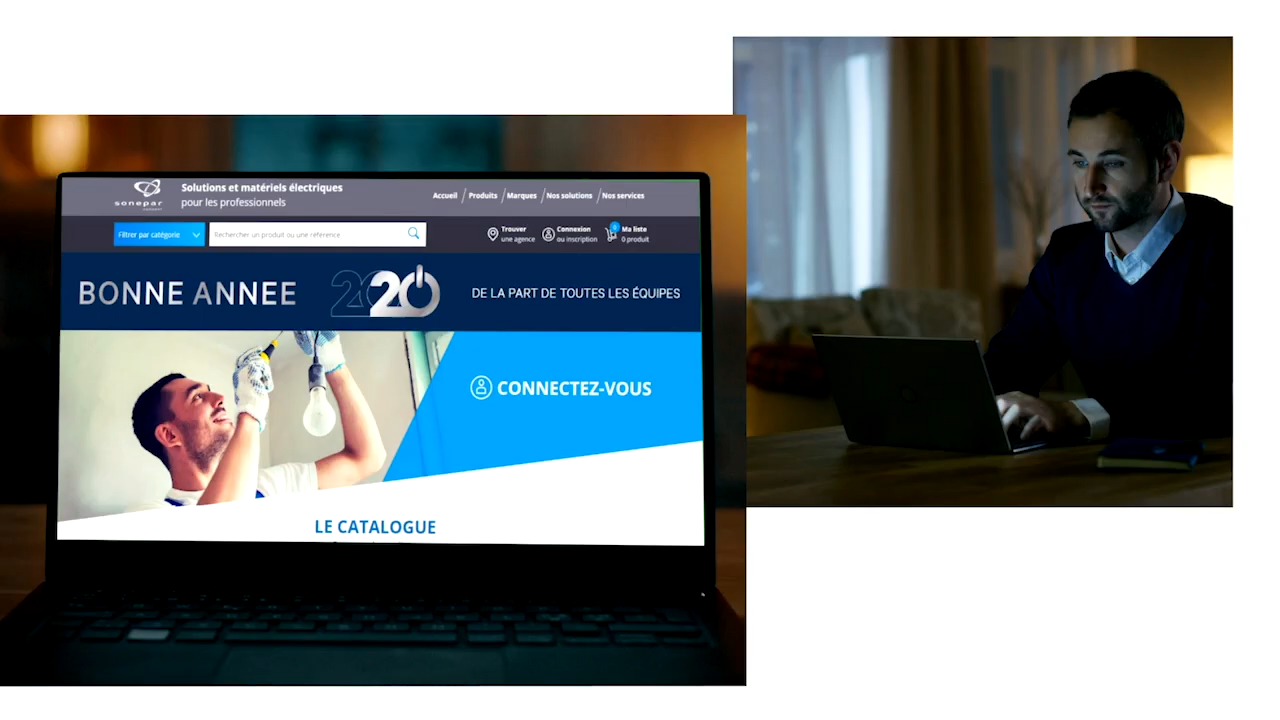 sonepar
Solutions et matériels électriques
pour les professionnels
Accueil / Produits / Marques / Nos solutions / Nos services
Filtrer par catégorie
Rechercher un produit ou une référence
Trouver
une agence
Connexion
ou inscription
0
Ma liste
0 produit
BONNE ANNEE
2020
DE LA PART DE TOUTES LES ÉQUIPES
CONNECTEZ-VOUS
LE CATALOGUE